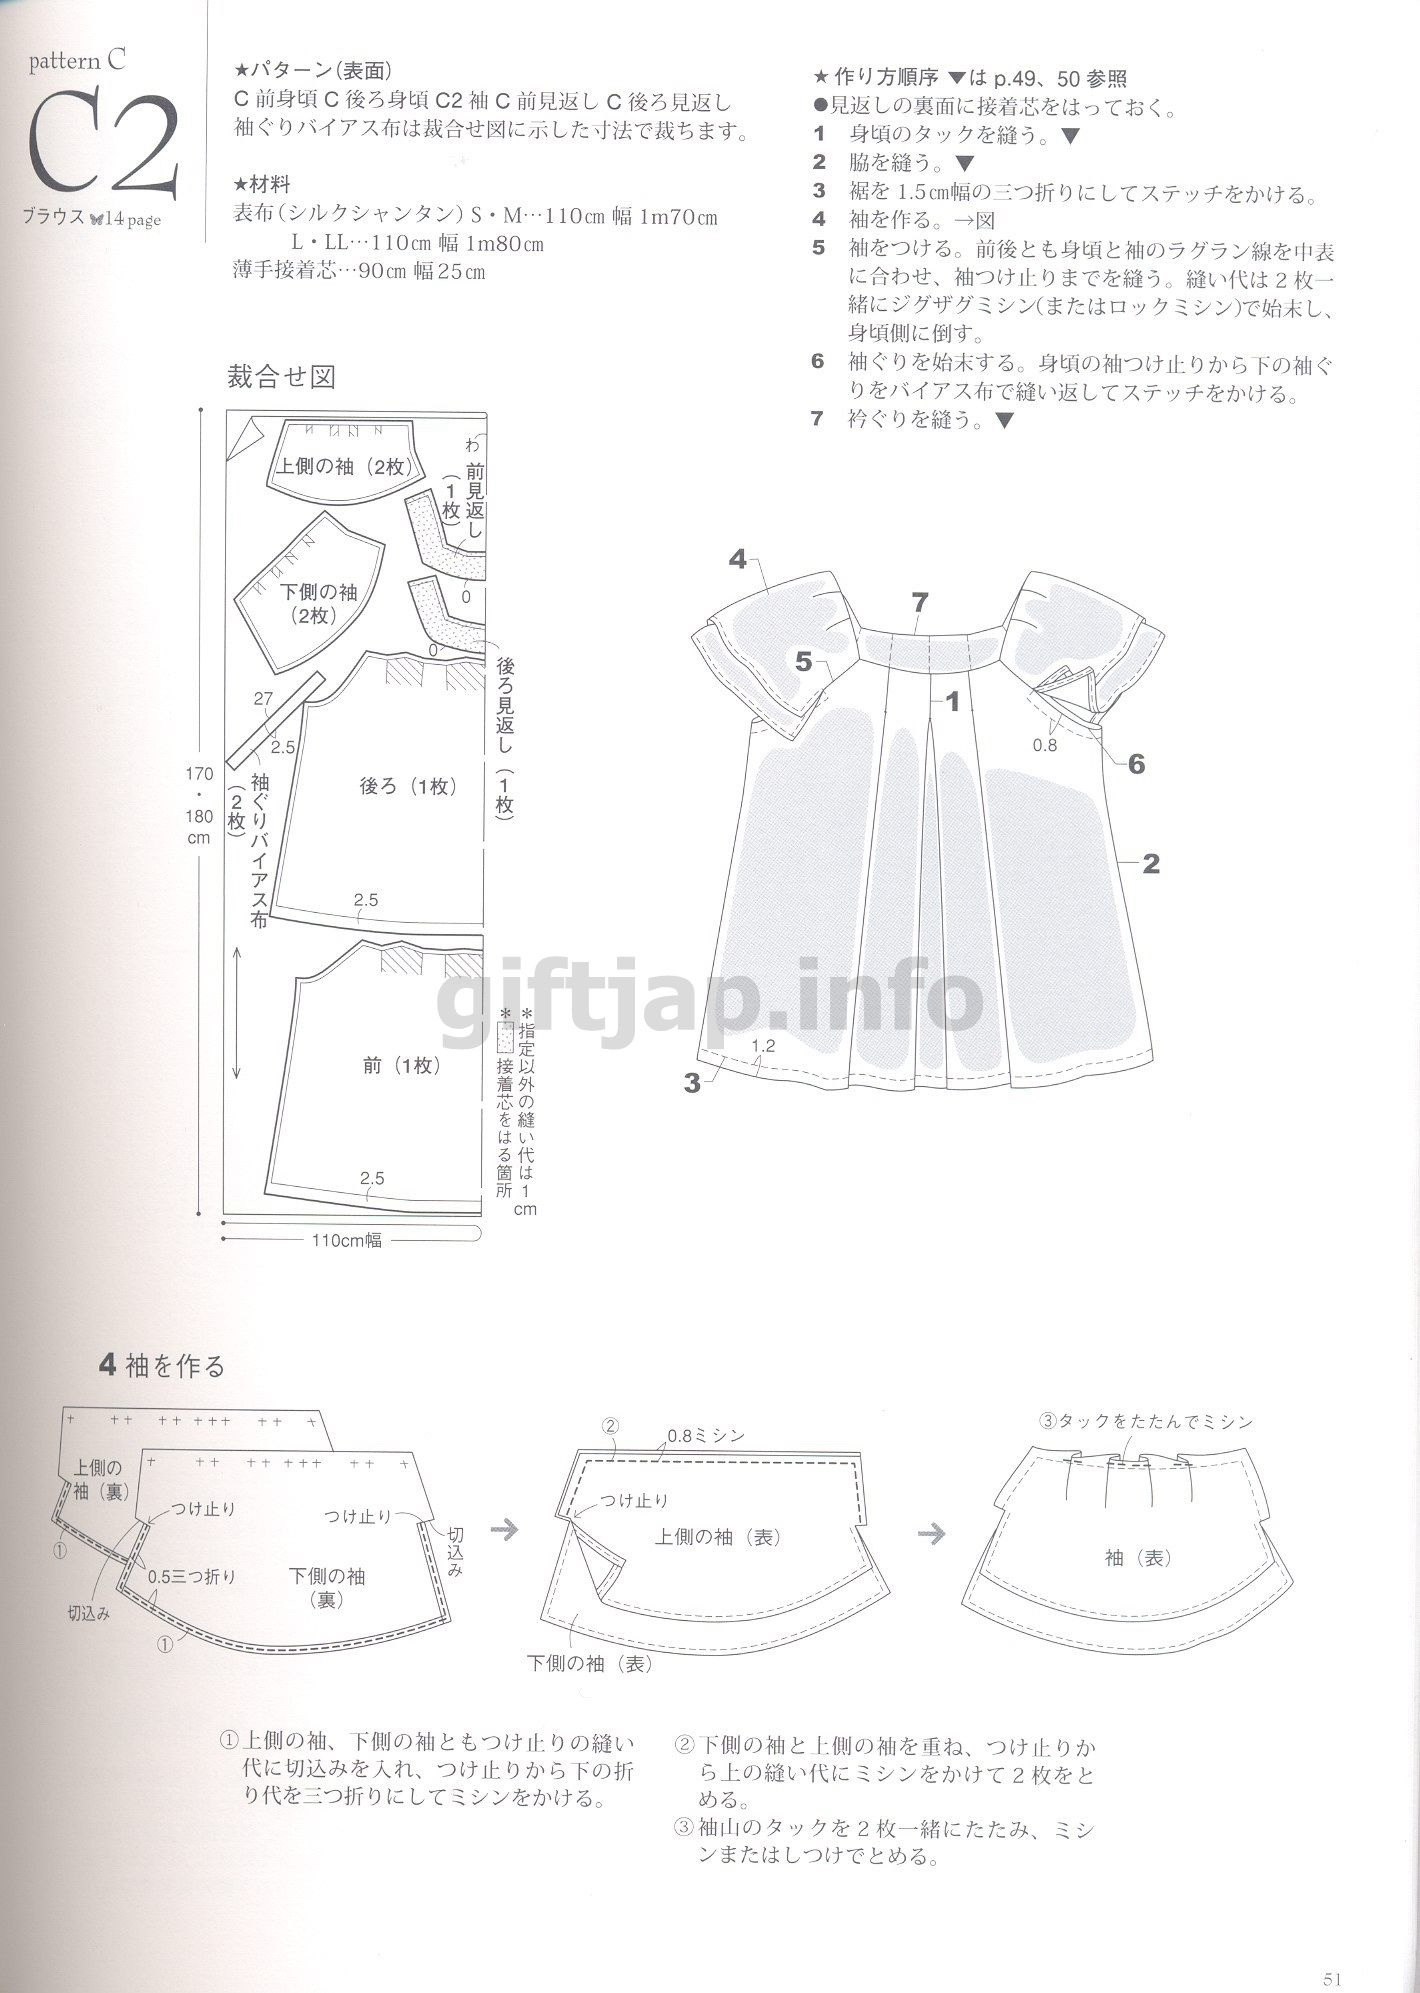 pattern C
C2
ブラウス 14 page
★パターン(表面)
C 前身頃 C 後ろ身頃 C2 袖 C 前見返し C 後ろ見返し
袖ぐりバイアス布は裁合せ図に示した寸法で裁ちます。
★材料
表布(シルクシャンタン) S・M…110cm 幅 1m70cm
L・LL…110cm 幅 1m80cm
薄手接着芯…90cm 幅 25cm
★ 作り方順序 ▼は p.49、50 参照
●見返しの裏面に接着芯をはっておく。
1 身頃のタックを縫う。▼
2 脇を縫う。▼
3 裾を 1.5cm幅の三つ折りにしてステッチをかける。
4 袖を作る。→図
5 袖をつける。前後とも身頃と袖のラグラン線を中表
に合わせ、袖つけ止りまでを縫う。縫い代は 2 枚一
緒にジグザグミシン(またはロックミシン)で始末し、
身頃側に倒す。
6 袖ぐりを始末する。身頃の袖つけ止りから下の袖ぐ
りをバイアス布で縫い返してステッチをかける。
7 衿ぐりを縫う。▼
裁合せ図
わ
上側の袖(2枚)
前見返し
(1枚)
0
下側の袖
(2枚)
0
後ろ見返し(1枚)
27
2.5
袖ぐりバイアス布
(2枚)
後ろ(1枚)
2.5
170
・
180
cm
前(1枚)
2.5
＊指定以外の縫い代は1cm
＊ 接着芯をはる箇所
110cm幅
4
7
5
1
0.8
6
2
1.2
3
giftjap.info
4 袖を作る
上側の
袖(裏)
つけ止り
つけ止り
切込み
①
0.5三つ折り
下側の袖
(裏)
切込み
①
②
0.8ミシン
つけ止り
上側の袖(表)
下側の袖(表)
③タックをたたんでミシン
袖(表)
①上側の袖、下側の袖ともつけ止りの縫い
代に切込みを入れ、つけ止りから下の折
り代を三つ折りにしてミシンをかける。
②下側の袖と上側の袖を重ね、つけ止りか
ら上の縫い代にミシンをかけて 2 枚をと
める。
③袖山のタックを 2 枚一緒にたたみ、ミシ
ンまたはしつけでとめる。
51